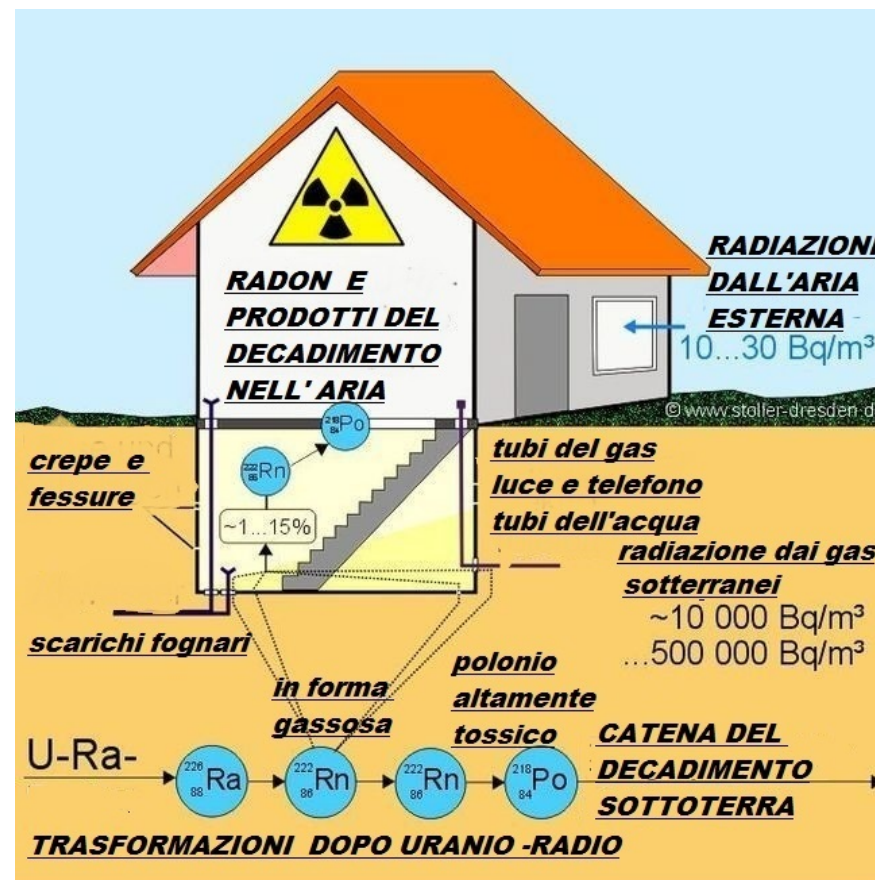 RADIAZIONI
DALL'ARIA
ESTERNA
10...30 Bq/m³
RADON E
PRODOTTI DEL
DECADIMENTO
NELL' ARIA
© www.stoller-dresden.d
218 84 Po
222 86 Rn
~1...15%
crepe e
fessure
tubi del gas
luce e telefono
tubi dell'acqua
radiazione dai gas
sotterranei
~10 000 Bq/m³
...500 000 Bq/m³
scarichi fognari
in forma
gassosa
polonio
altamente
tossico
CATENA DEL
DECADIMENTO
SOTTOTERRA
U-Ra-
226 88 Ra
222 86 Rn
222 86 Rn
218 84 Po
TRASFORMAZIONI DOPO URANIO -RADIO